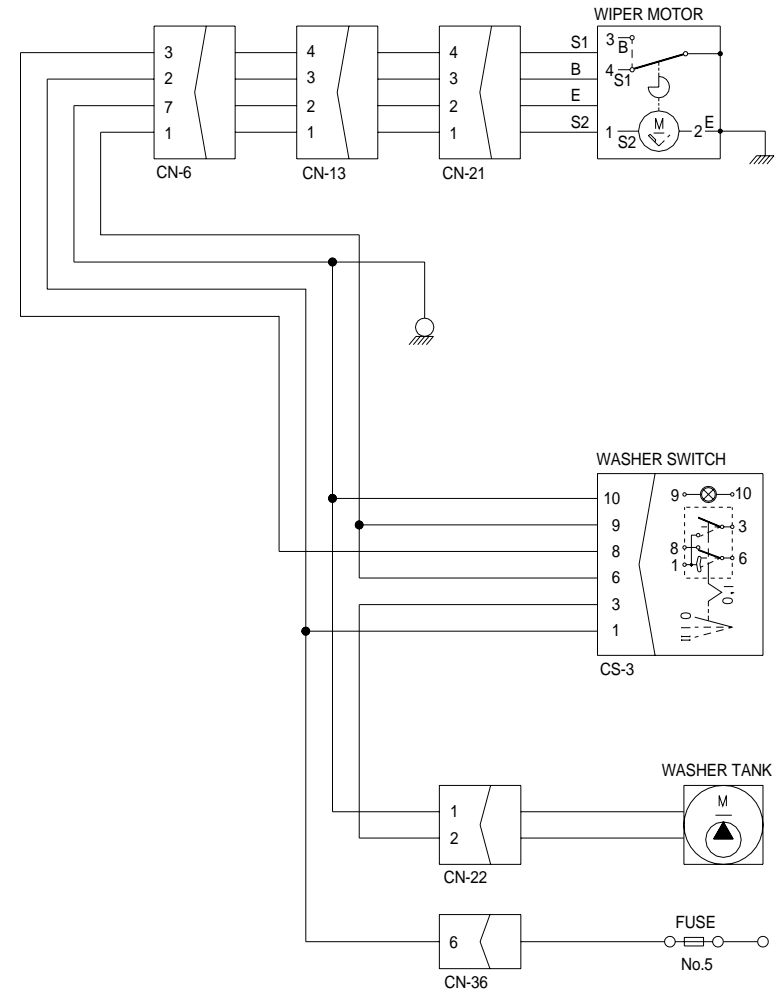 WIPER MOTOR
3 4 4 S1 3 B
2 3 3 B 4 S1
7 2 2 E
1 1 1 S2 1 S2 M 2 E
CN-6 CN-13 CN-21
WASHER SWITCH
10 9 10
9 3
8 8 6
6 1
3 0,I
1 II I O
CS-3
WASHER TANK
1 M
2
CN-22
FUSE
6
No.5
CN-36